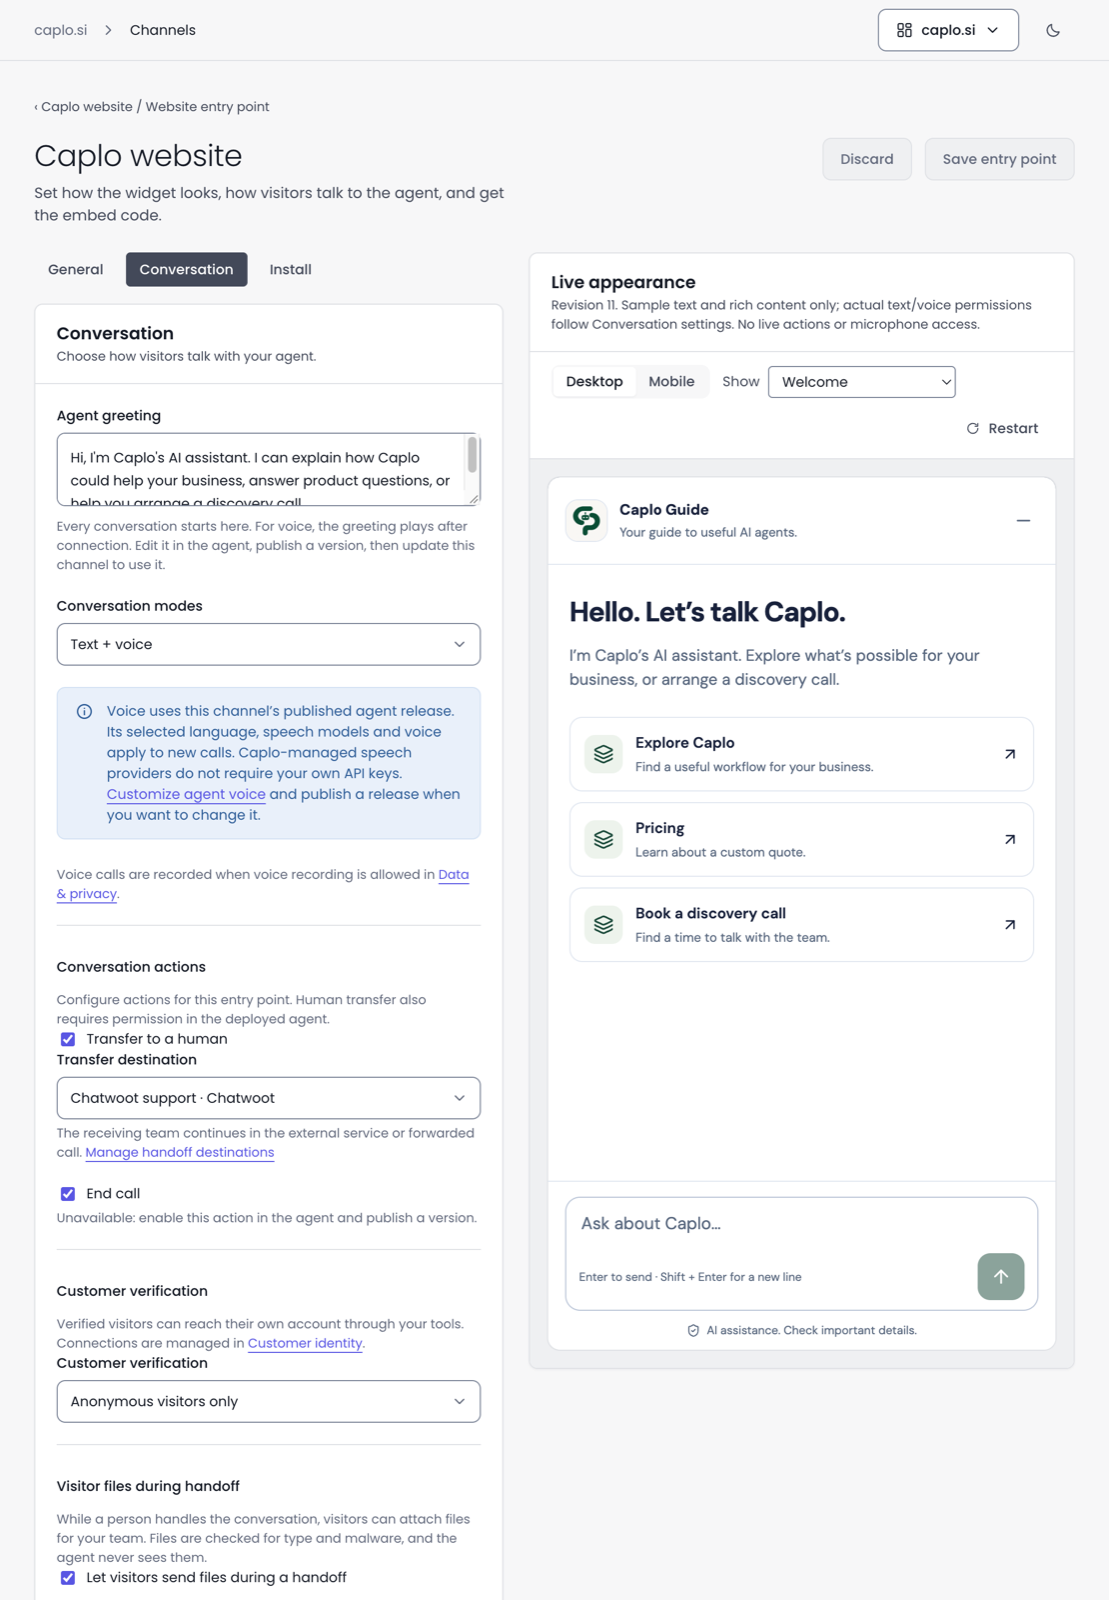 caplo.si > Channels
caplo.si
‹ Caplo website / Website entry point
Caplo website
Discard
Save entry point
Set how the widget looks, how visitors talk to the agent, and get
the embed code.
General
Conversation
Install
Conversation
Choose how visitors talk with your agent.
Agent greeting
Hi, I'm Caplo's AI assistant. I can explain how Caplo
could help your business, answer product questions, or
help you arrange a discovery call
Every conversation starts here. For voice, the greeting plays after
connection. Edit it in the agent, publish a version, then update this
channel to use it.
Conversation modes
Text + voice
Voice uses this channel's published agent release.
Its selected language, speech models and voice
apply to new calls. Caplo-managed speech
providers do not require your own API keys.
Customize agent voice and publish a release when
you want to change it.
Voice calls are recorded when voice recording is allowed in Data
& privacy.
Conversation actions
Configure actions for this entry point. Human transfer also
requires permission in the deployed agent.
Transfer to a human
Transfer destination
Chatwoot support · Chatwoot
The receiving team continues in the external service or forwarded
call. Manage handoff destinations
End call
Unavailable: enable this action in the agent and publish a version.
Customer verification
Verified visitors can reach their own account through your tools.
Connections are managed in Customer identity.
Customer verification
Anonymous visitors only
Visitor files during handoff
While a person handles the conversation, visitors can attach files
for your team. Files are checked for type and malware, and the
agent never sees them.
Let visitors send files during a handoff
Live appearance
Revision 11. Sample text and rich content only; actual text/voice permissions
follow Conversation settings. No live actions or microphone access.
Desktop
Mobile
Show
Welcome
Restart
Caplo Guide
Your guide to useful AI agents.
Hello. Let’s talk Caplo.
I’m Caplo’s AI assistant. Explore what’s possible for your
business, or arrange a discovery call.
Explore Caplo
Find a useful workflow for your business.
Pricing
Learn about a custom quote.
Book a discovery call
Find a time to talk with the team.
Ask about Caplo...
Enter to send · Shift + Enter for a new line
AI assistance. Check important details.